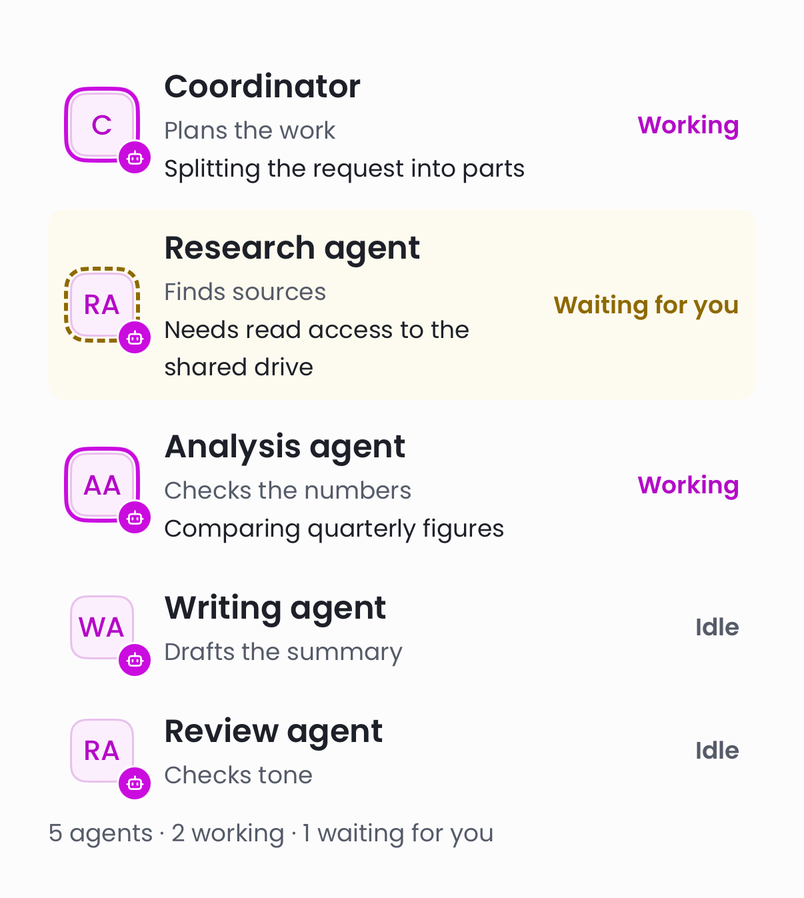 C
Coordinator
Plans the work
Splitting the request into parts
Working
RA
Research agent
Finds sources
Needs read access to the
shared drive
Waiting for you
AA
Analysis agent
Checks the numbers
Comparing quarterly figures
Working
WA
Writing agent
Drafts the summary
Idle
RA
Review agent
Checks tone
Idle
5 agents · 2 working · 1 waiting for you